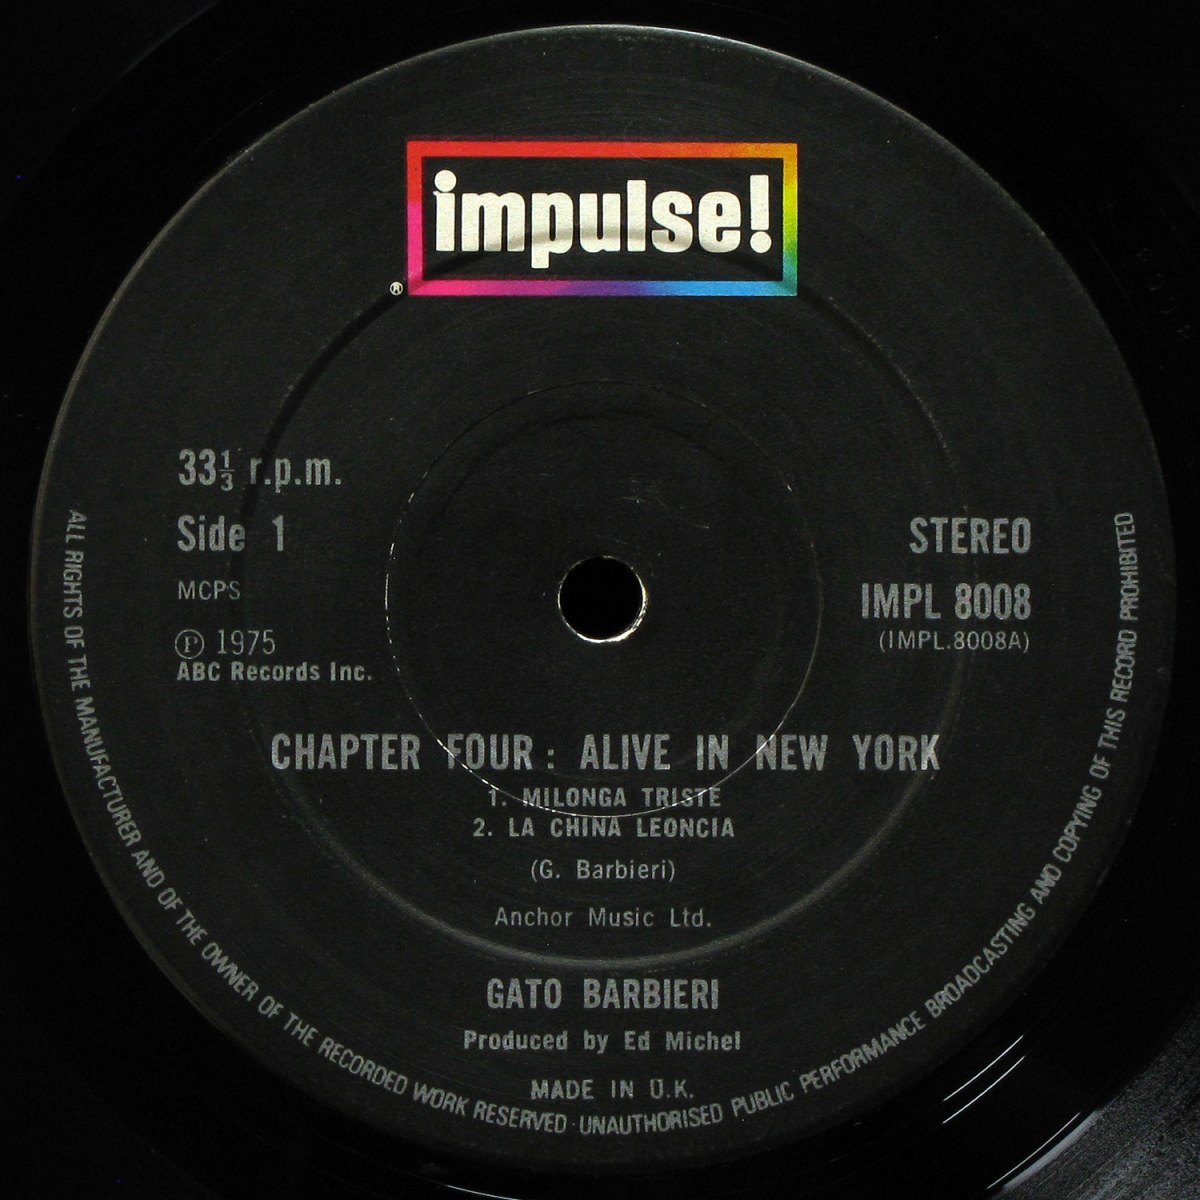 impulse!
®
33⅓ r.p.m.
Side 1
MCPS
℗ 1975
ABC Records Inc.
STEREO
IMPL 8008
(IMPL.8008A)
CHAPTER FOUR: ALIVE IN NEW YORK
1. MILONGA TRISTE
2. LA CHINA LEONCIA
(G. Barbieri)
Anchor Music Ltd.
GATO BARBIERI
Produced by Ed Michel
MADE IN U.K.
ALL RIGHTS OF THE MANUFACTURER AND OF THE OWNER OF THE RECORDED WORK RESERVED · UNAUTHORISED PUBLIC PERFORMANCE BROADCASTING AND COPYING OF THIS RECORD PROHIBITED